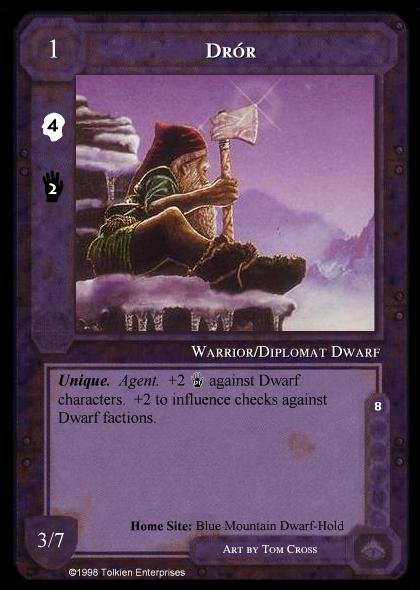 1
DRÓR
4
2
WARRIOR/DIPLOMAT DWARF
Unique. Agent. +2 against Dwarf
characters. +2 to influence checks against
Dwarf factions.
8
Home Site: Blue Mountain Dwarf-Hold
3/7
ART BY TOM CROSS
©1998 Tolkien Enterprises